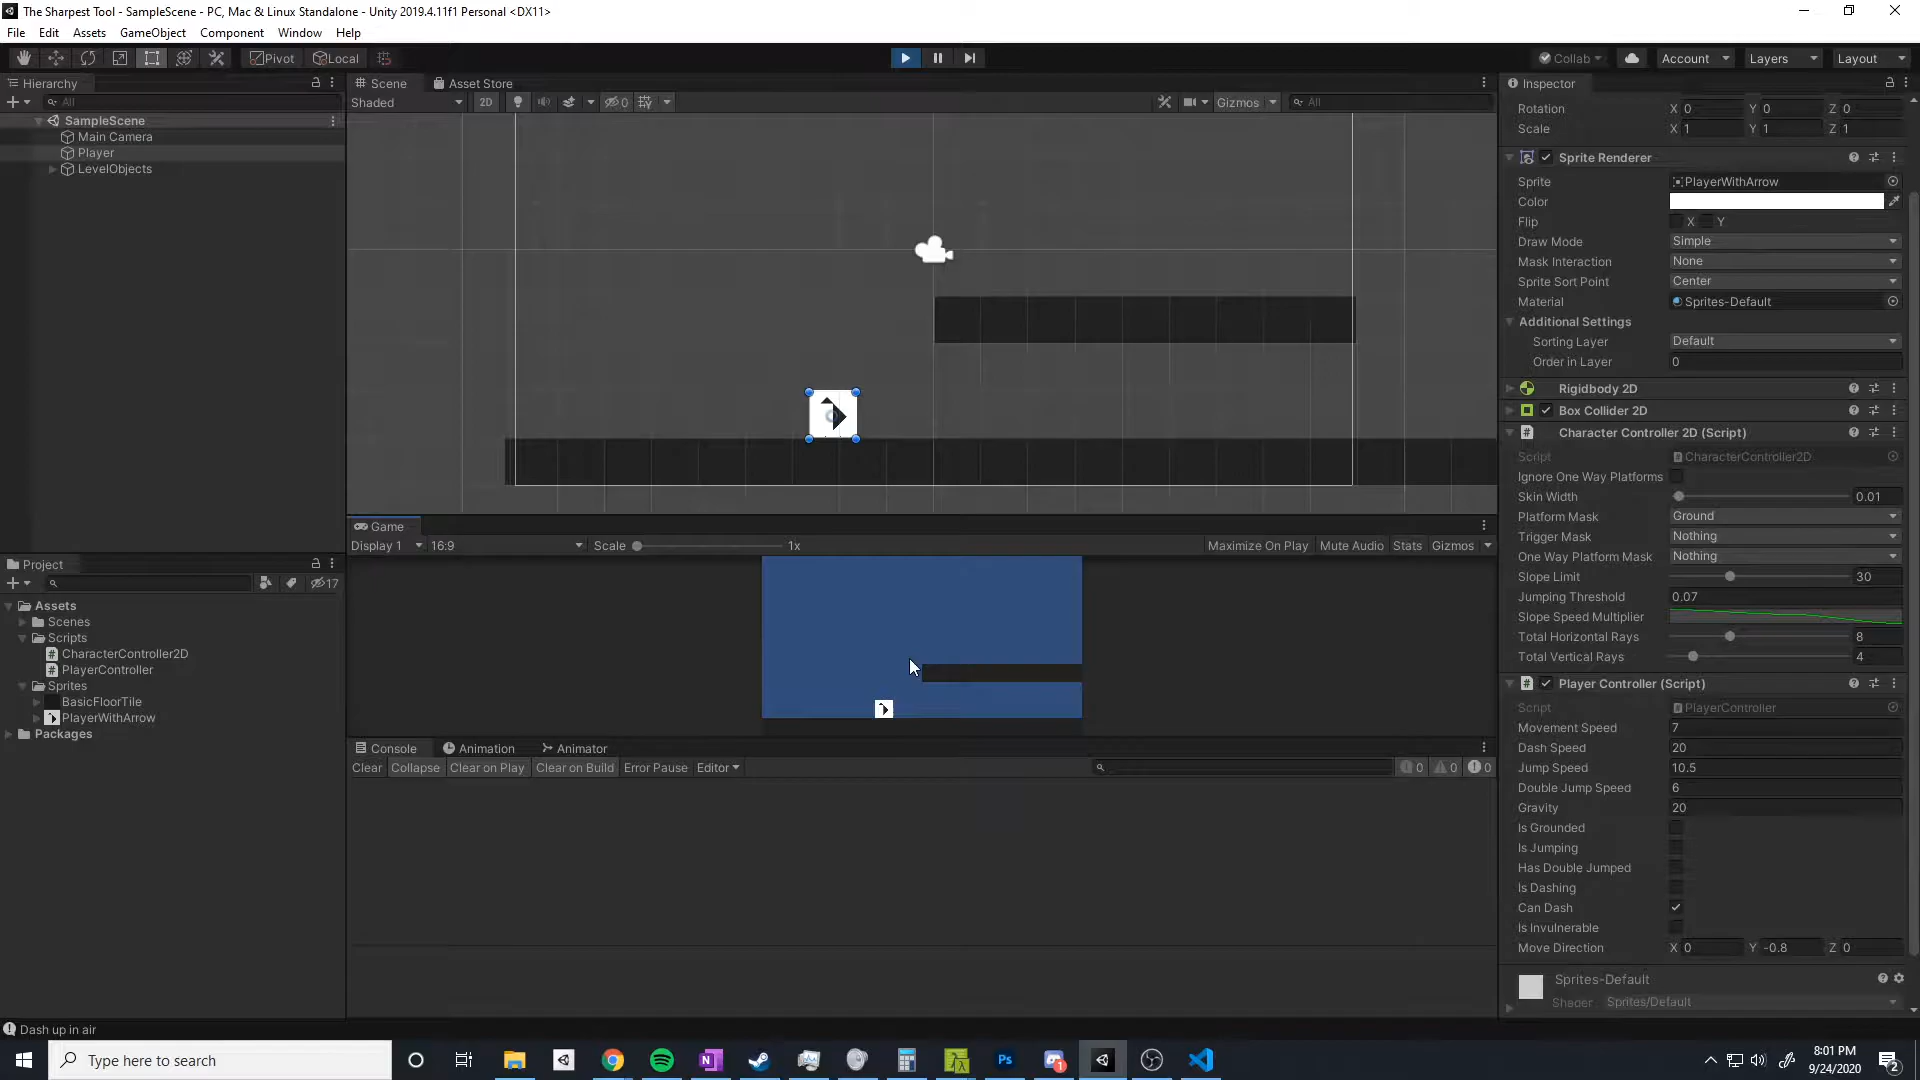 The Sharpest Tool - SampleScene - PC, Mac & Linux Standalone - Unity 2019.4.11f1 Personal <DX11>
File Edit Assets GameObject Component Window Help
Pivot Local Collab Account Layers Layout
Hierarchy
All
SampleScene
Main Camera
Player
LevelObjects
Scene Asset Store
Shaded 2D 0 Gizmos All
Game
Display 1 16:9 Scale 1x Maximize On Play Mute Audio Stats Gizmos
Project
17
Assets
Scenes
Scripts
CharacterController2D
PlayerController
Sprites
BasicFloorTile
PlayerWithArrow
Packages
Console Animation Animator
Clear Collapse Clear on Play Clear on Build Error Pause Editor 0 0 0
Inspector
Rotation X 0 Y 0 Z 0
Scale X 1 Y 1 Z 1
Sprite Renderer
Sprite PlayerWithArrow
Color
Flip X Y
Draw Mode Simple
Mask Interaction None
Sprite Sort Point Center
Material Sprites-Default
Additional Settings
Sorting Layer Default
Order in Layer 0
Rigidbody 2D
Box Collider 2D
Character Controller 2D (Script)
Script CharacterController2D
Ignore One Way Platforms
Skin Width 0.01
Platform Mask Ground
Trigger Mask Nothing
One Way Platform Mask Nothing
Slope Limit 30
Jumping Threshold 0.07
Slope Speed Multiplier
Total Horizontal Rays 8
Total Vertical Rays 4
Player Controller (Script)
Script PlayerController
Movement Speed 7
Dash Speed 20
Jump Speed 10.5
Double Jump Speed 6
Gravity 20
Is Grounded
Is Jumping
Has Double Jumped
Is Dashing
Can Dash
Is Invulnerable
Move Direction X 0 Y -0.8 Z 0
Sprites-Default
Shader Sprites/Default
Dash up in air
Type here to search
8:01 PM
9/24/2020
2